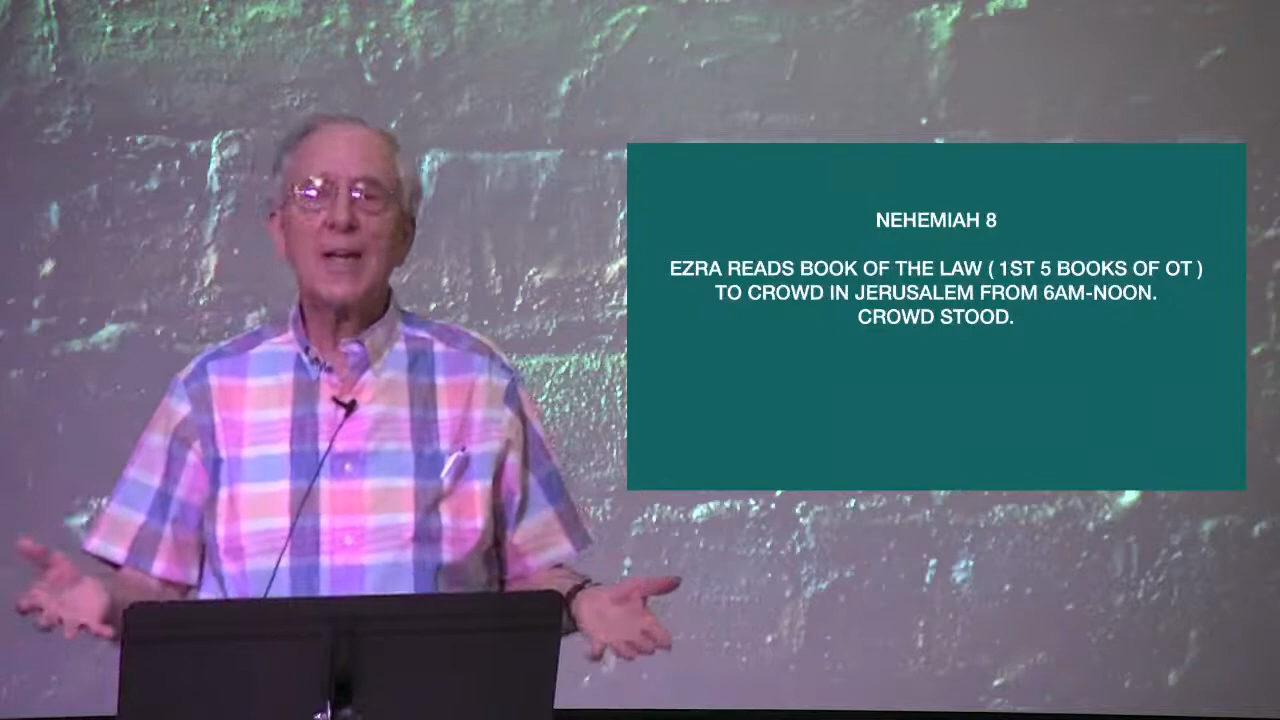 NEHEMIAH 8
EZRA READS BOOK OF THE LAW ( 1ST 5 BOOKS OF OT )
TO CROWD IN JERUSALEM FROM 6AM-NOON.
CROWD STOOD.